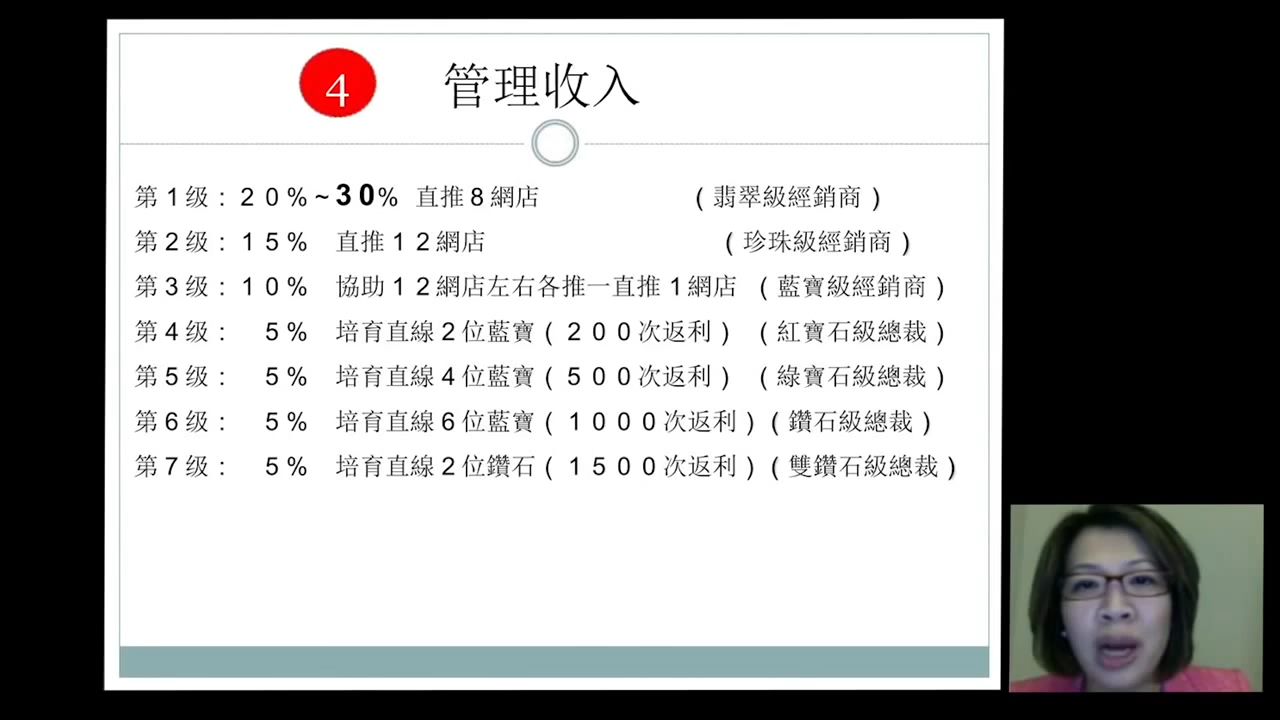 4 管理收入
第1级：20%~30% 直推8網店 （翡翠級經銷商）
第2级：15% 直推12網店 （珍珠級經銷商）
第3级：10% 協助12網店左右各推一直推1網店 （藍寶級經銷商）
第4级： 5% 培育直線2位藍寶（200次返利） （紅寶石級總裁）
第5级： 5% 培育直線4位藍寶（500次返利） （綠寶石級總裁）
第6级： 5% 培育直線6位藍寶（1000次返利）（鑽石級總裁）
第7级： 5% 培育直線2位鑽石（1500次返利）（雙鑽石級總裁）